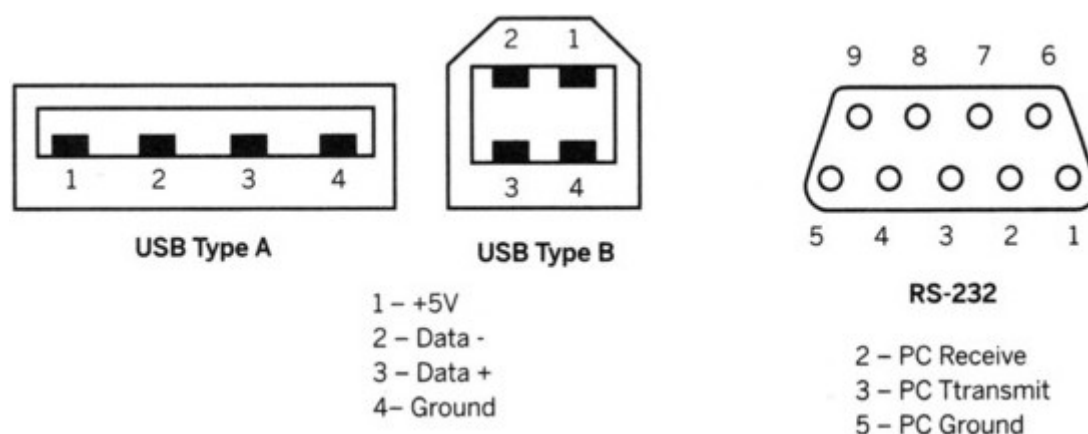 1 2 3 4
USB Type A
2 1
3 4
USB Type B
1 – +5V
2 – Data -
3 – Data +
4– Ground
9 8 7 6
5 4 3 2 1
RS-232
2 – PC Receive
3 – PC Ttransmit
5 – PC Ground